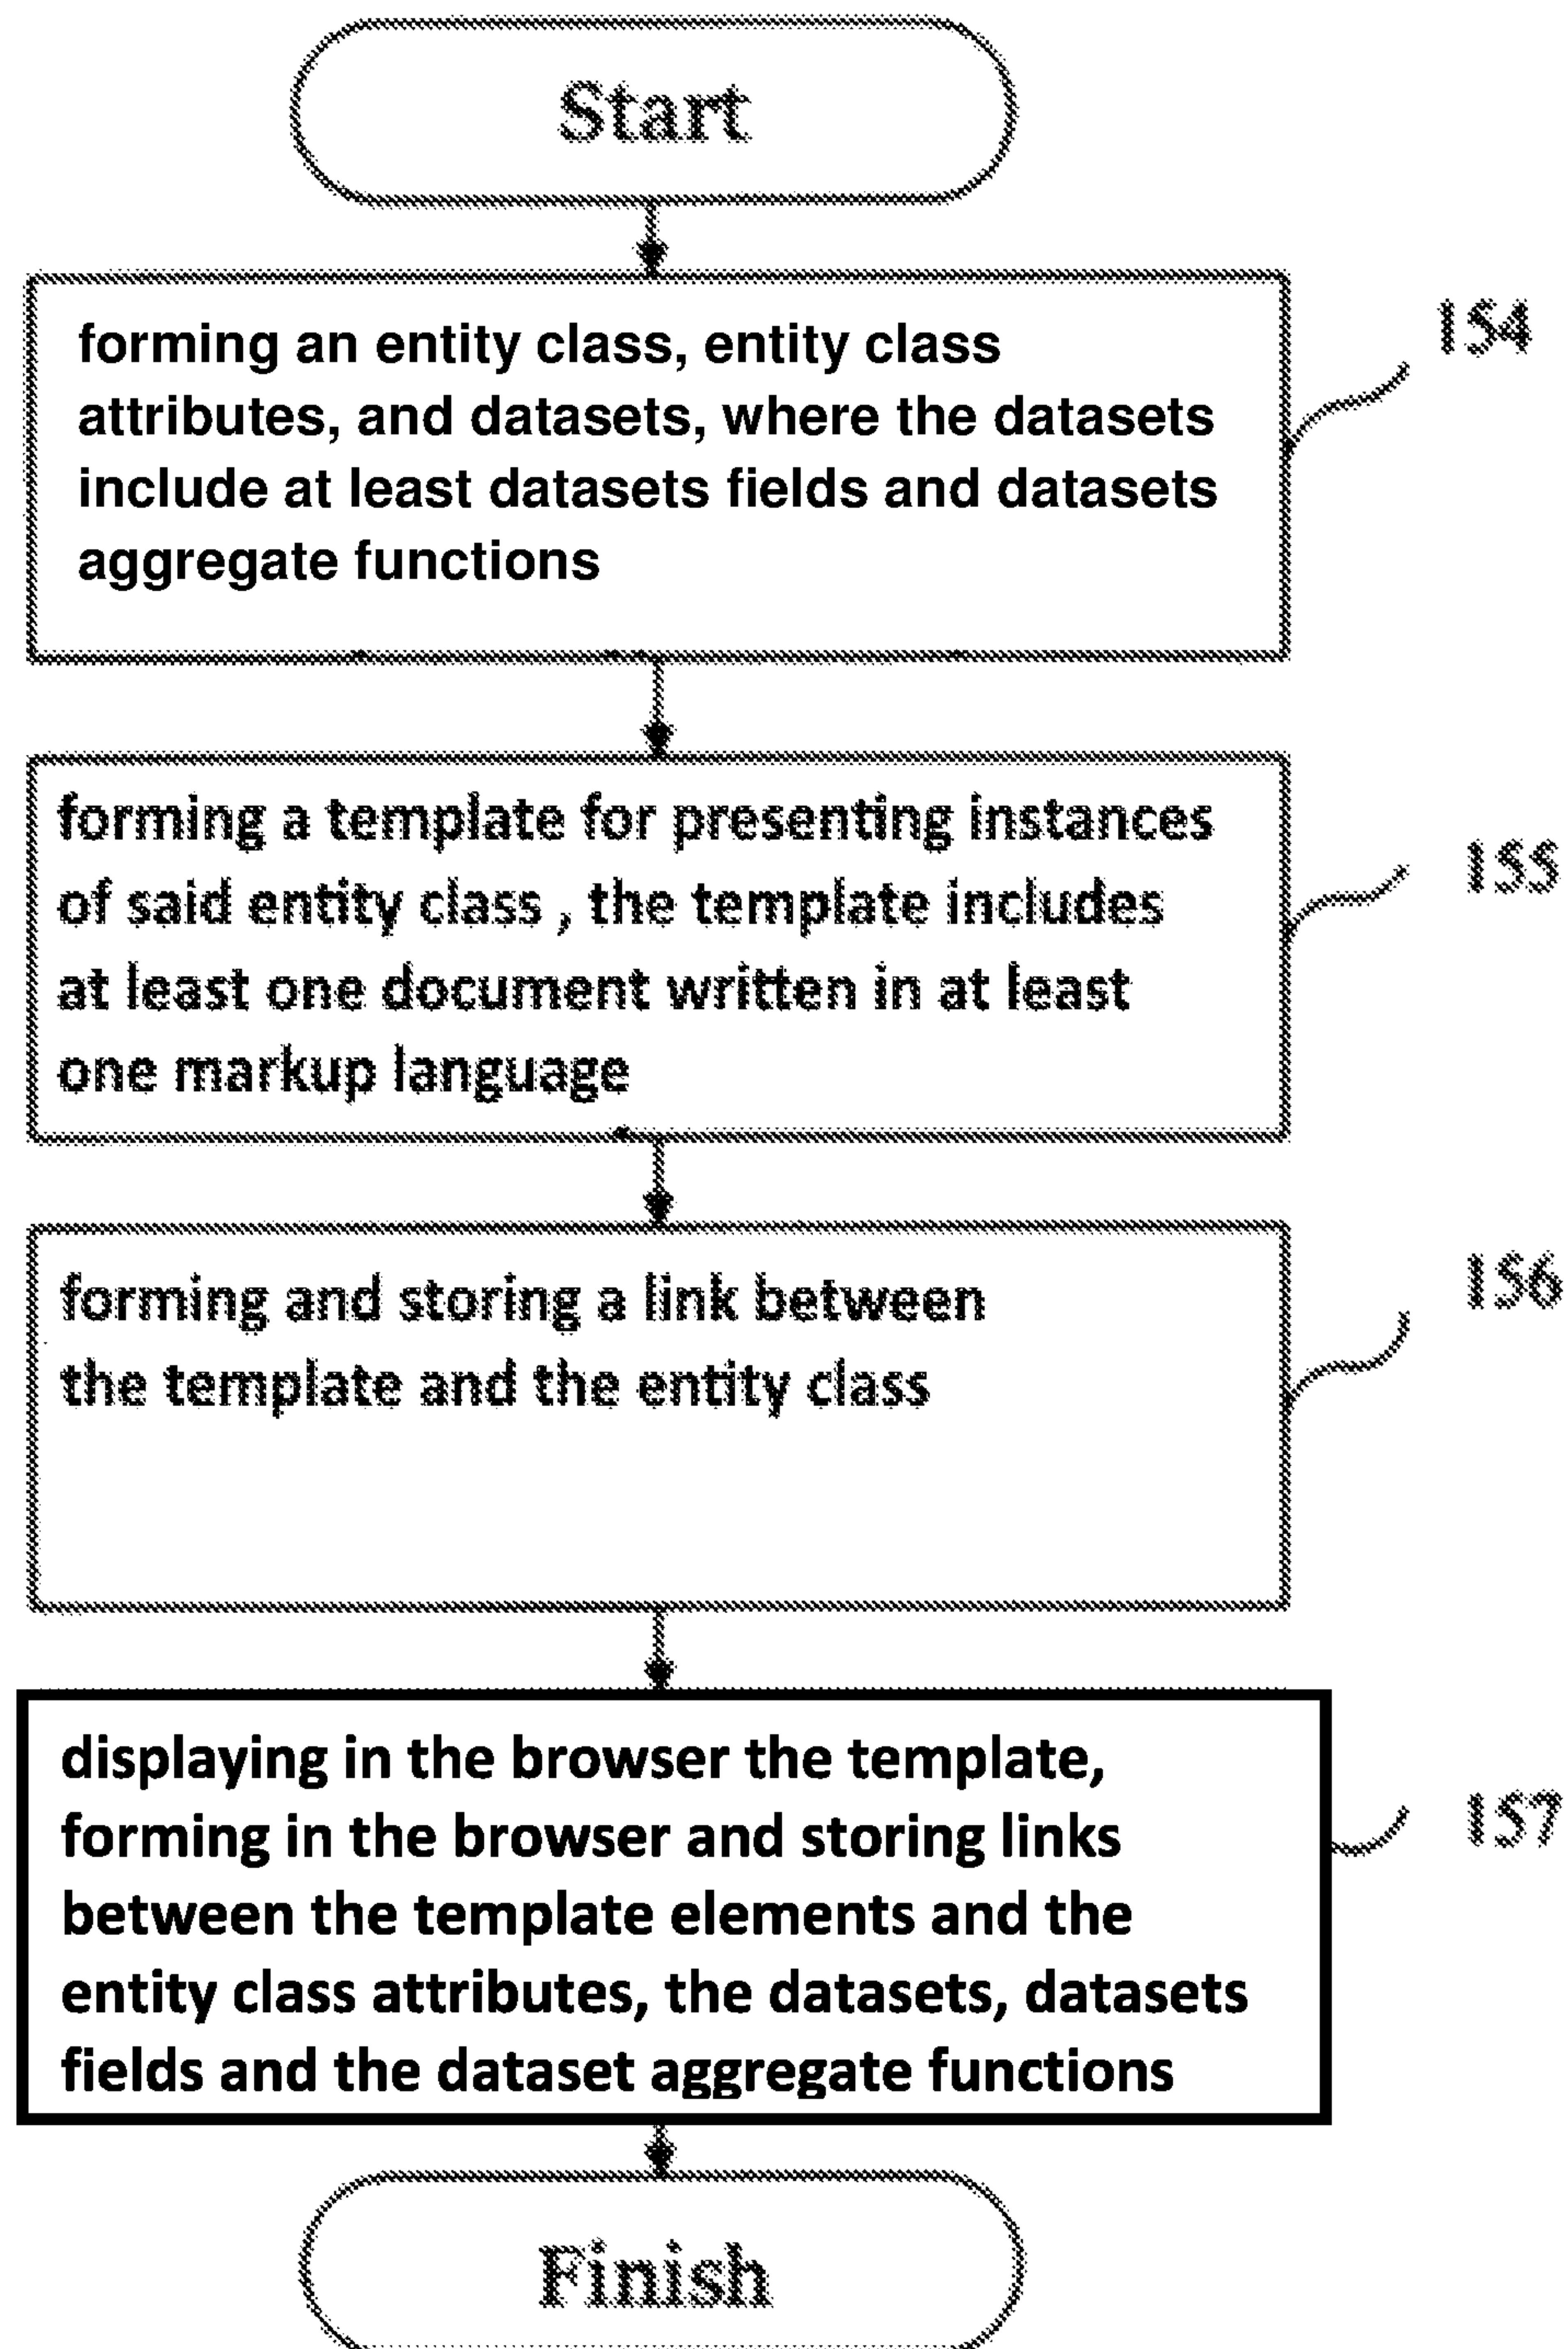 Start
forming an entity class, entity class
attributes, and datasets, where the datasets
include at least datasets fields and datasets
aggregate functions
154
forming a template for presenting instances
of said entity class , the template includes
at least one document written in at least
one markup language
155
forming and storing a link between
the template and the entity class
156
displaying in the browser the template,
forming in the browser and storing links
between the template elements and the
entity class attributes, the datasets, datasets
fields and the dataset aggregate functions
157
Finish